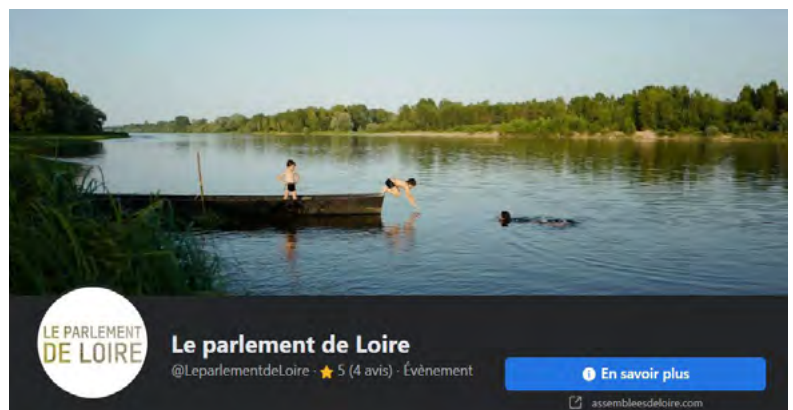 LE PARLEMENT
DE LOIRE
Le parlement de Loire
@LeparlementdeLoire · ⭐ 5 (4 avis) · Évènement
En savoir plus
assembleesdeloire.com